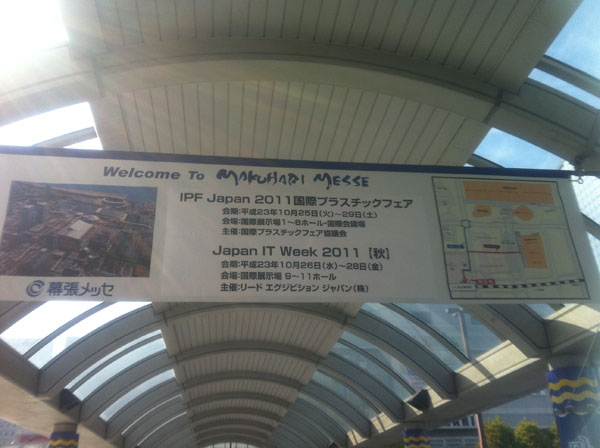 Welcome To MAKUHARI MESSE
IPF Japan 2011国際プラスチックフェア
会期:平成23年10月25日(火)〜29日(土)
会場:国際展示場1〜8ホール・国際会議場
主催:国際プラスチックフェア協議会
Japan IT Week 2011【秋】
会期:平成23年10月26日(水)〜28日(金)
会場:国際展示場 9〜11ホール
主催:リード エグジビション ジャパン(株)
幕張メッセ